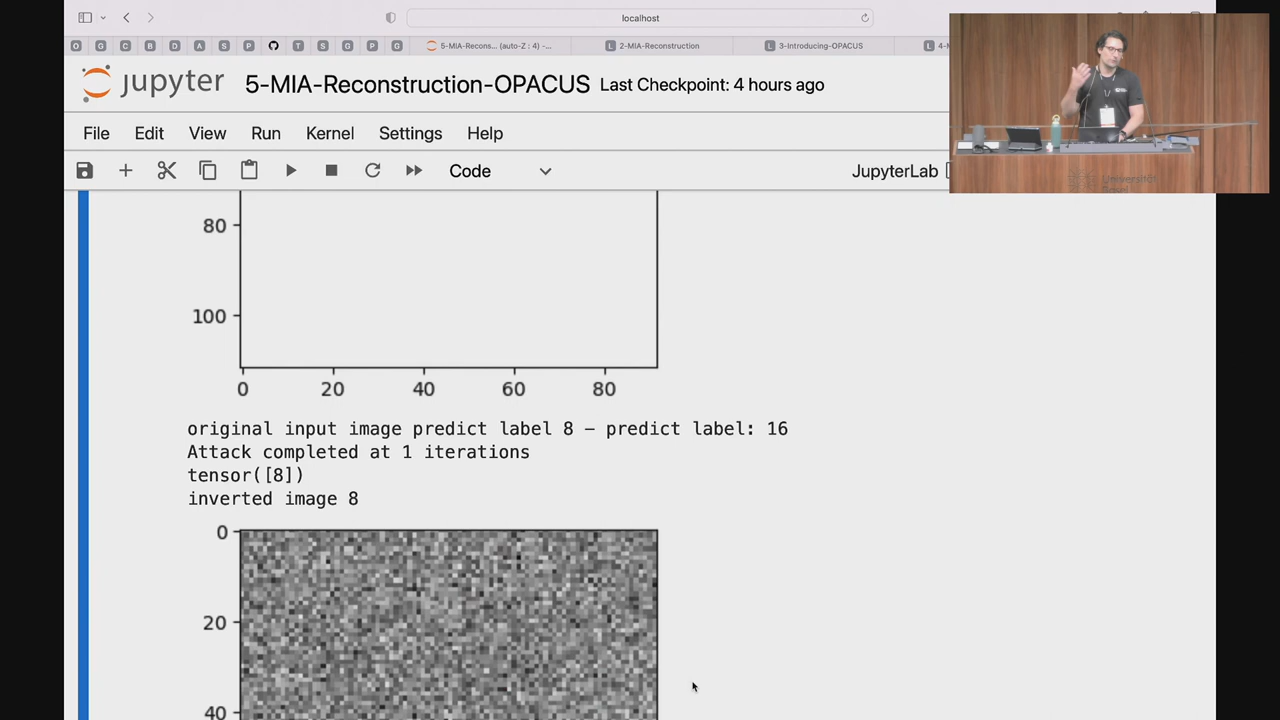 localhost
O G C B D A S P T S G P G 5-MIA-Recons... (auto-Z : 4) -... L 2-MIA-Reconstruction L 3-Introducing-OPACUS L
jupyter 5-MIA-Reconstruction-OPACUS Last Checkpoint: 4 hours ago
File Edit View Run Kernel Settings Help
Code JupyterLab
80
100
0 20 40 60 80
original input image predict label 8 – predict label: 16
Attack completed at 1 iterations
tensor([8])
inverted image 8
0
20
40
Universität
Basel